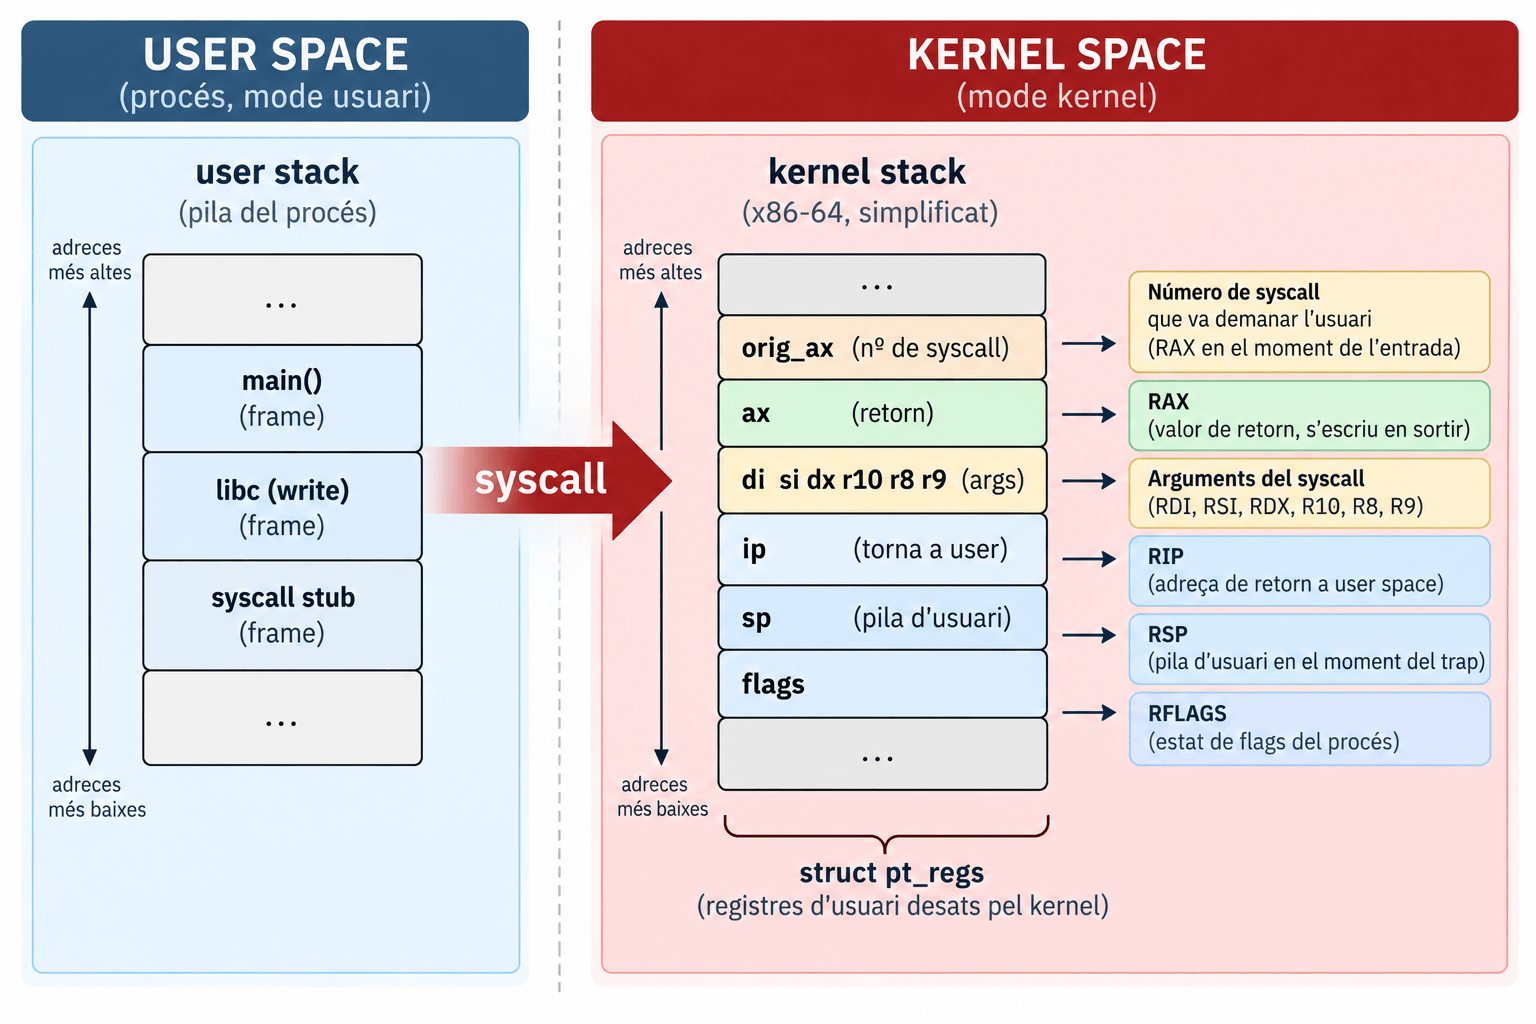 USER SPACE
(procés, mode usuari)
user stack
(pila del procés)
adreces
més altes
...
main()
(frame)
libc (write)
(frame)
syscall stub
(frame)
...
adreces
més baixes
syscall
KERNEL SPACE
(mode kernel)
kernel stack
(x86-64, simplificat)
adreces
més altes
...
orig_ax (nº de syscall)
ax (retorn)
di si dx r10 r8 r9 (args)
ip (torna a user)
sp (pila d'usuari)
flags
...
adreces
més baixes
struct pt_regs
(registres d'usuari desats pel kernel)
Número de syscall
que va demanar l'usuari
(RAX en el moment de l'entrada)
RAX
(valor de retorn, s'escriu en sortir)
Arguments del syscall
(RDI, RSI, RDX, R10, R8, R9)
RIP
(adreça de retorn a user space)
RSP
(pila d'usuari en el moment del trap)
RFLAGS
(estat de flags del procés)